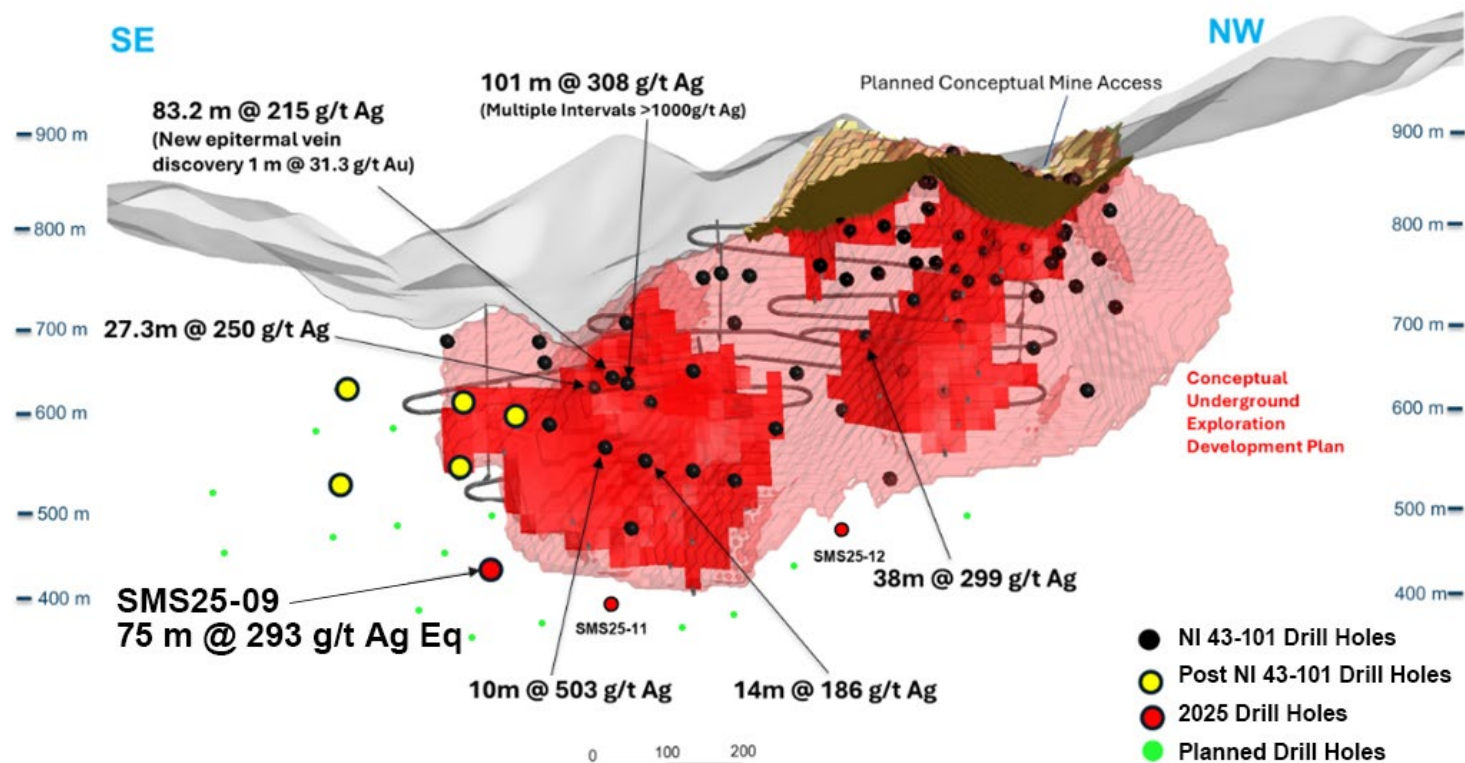 SE
NW
101 m @ 308 g/t Ag
(Multiple Intervals >1000g/t Ag)
Planned Conceptual Mine Access
83.2 m @ 215 g/t Ag
(New epitermal vein
discovery 1 m @ 31.3 g/t Au)
900 m
900 m
800 m
800 m
700 m
700 m
27.3m @ 250 g/t Ag
600 m
600 m
Conceptual
Underground
Exploration
Development Plan
500 m
500 m
SMS25-12
38m @ 299 g/t Ag
400 m
400 m
SMS25-09
75 m @ 293 g/t Ag Eq
SMS25-11
10m @ 503 g/t Ag
14m @ 186 g/t Ag
NI 43-101 Drill Holes
Post NI 43-101 Drill Holes
2025 Drill Holes
Planned Drill Holes
0 100 200